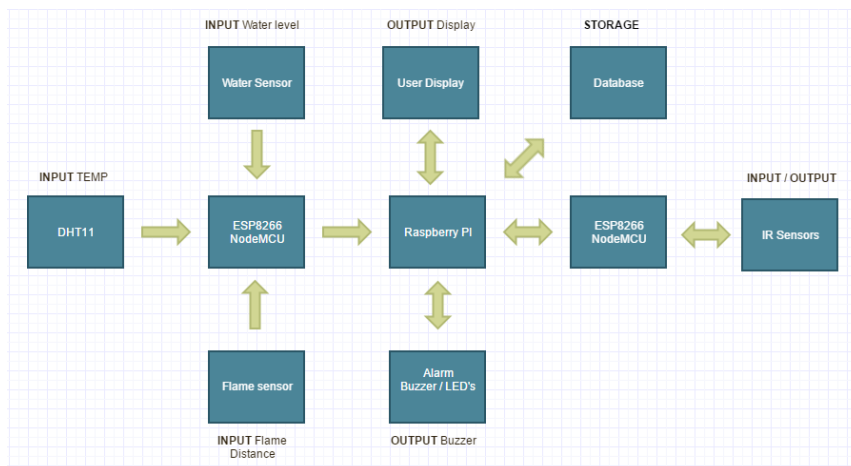 INPUT Water level
OUTPUT Display
STORAGE
Water Sensor
User Display
Database
INPUT TEMP
INPUT / OUTPUT
DHT11
ESP8266
NodeMCU
Raspberry PI
ESP8266
NodeMCU
IR Sensors
Flame sensor
Alarm
Buzzer / LED's
INPUT Flame
Distance
OUTPUT Buzzer